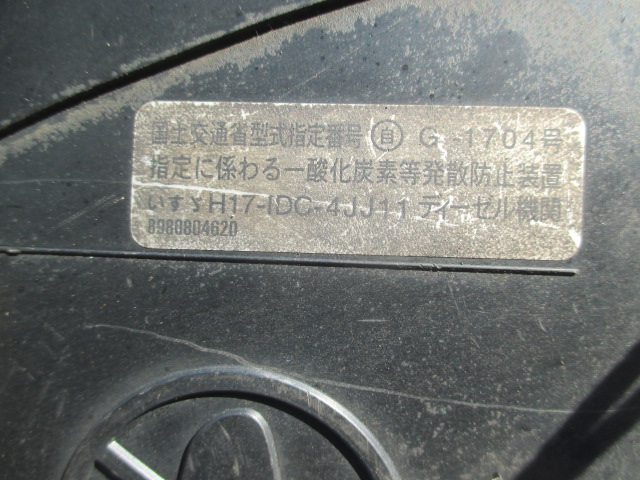 国土交通省型式指定番号 ㊐ G-1704号
指定に係わる一酸化炭素等発散防止装置
いすゞH17-IDC-4JJ11 ディーゼル機関
8980804620